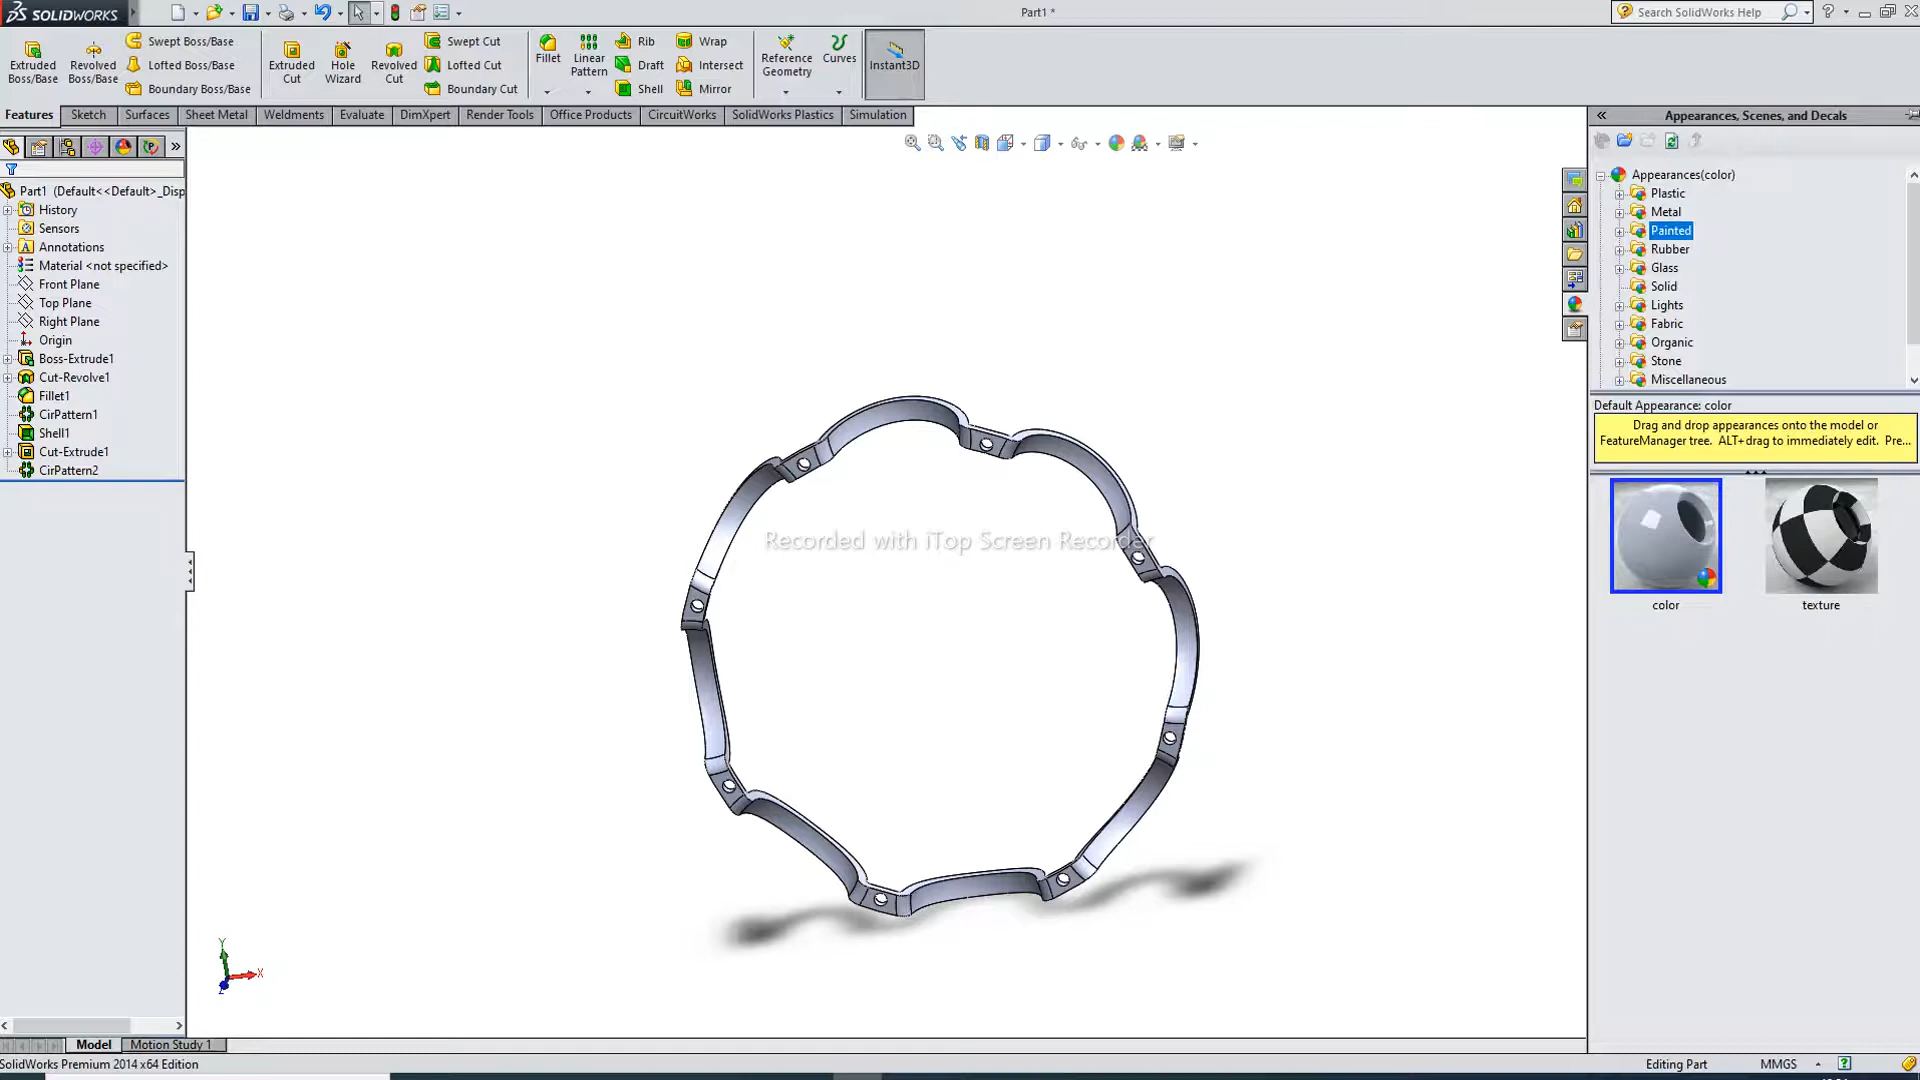 SOLIDWORKS
Part1 *
Search SolidWorks Help
Extruded Boss/Base
Revolved Boss/Base
Swept Boss/Base
Lofted Boss/Base
Boundary Boss/Base
Extruded Cut
Hole Wizard
Revolved Cut
Swept Cut
Lofted Cut
Boundary Cut
Fillet
Linear Pattern
Rib
Draft
Shell
Wrap
Intersect
Mirror
Reference Geometry
Curves
Instant3D
Features
Sketch
Surfaces
Sheet Metal
Weldments
Evaluate
DimXpert
Render Tools
Office Products
CircuitWorks
SolidWorks Plastics
Simulation
Part1 (Default<<Default>_Disp
History
Sensors
Annotations
Material <not specified>
Front Plane
Top Plane
Right Plane
Origin
Boss-Extrude1
Cut-Revolve1
Fillet1
CirPattern1
Shell1
Cut-Extrude1
CirPattern2
Recorded with iTop Screen Recorder
Y
X
Z
Appearances, Scenes, and Decals
Appearances(color)
Plastic
Metal
Painted
Rubber
Glass
Solid
Lights
Fabric
Organic
Stone
Miscellaneous
Default Appearance: color
Drag and drop appearances onto the model or
FeatureManager tree. ALT+drag to immediately edit. Pre...
color
texture
Model
Motion Study 1
SolidWorks Premium 2014 x64 Edition
Editing Part
MMGS